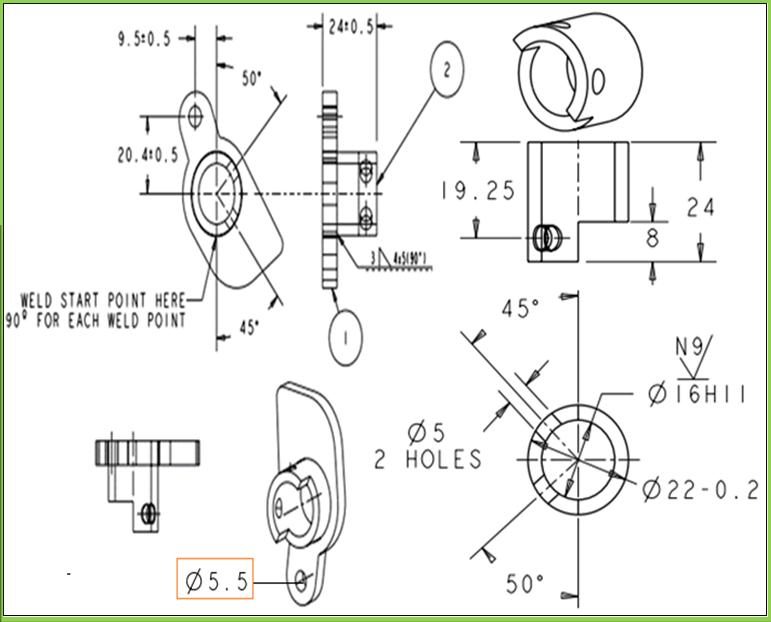 9.5±0.5
24±0.5
50°
2
20.4±0.5
19.25
24
8
3 4x5(90°)
WELD START POINT HERE
90° FOR EACH WELD POINT
45°
1
45°
N9
Ø16H11
Ø5
2 HOLES
Ø22-0.2
Ø5.5
50°